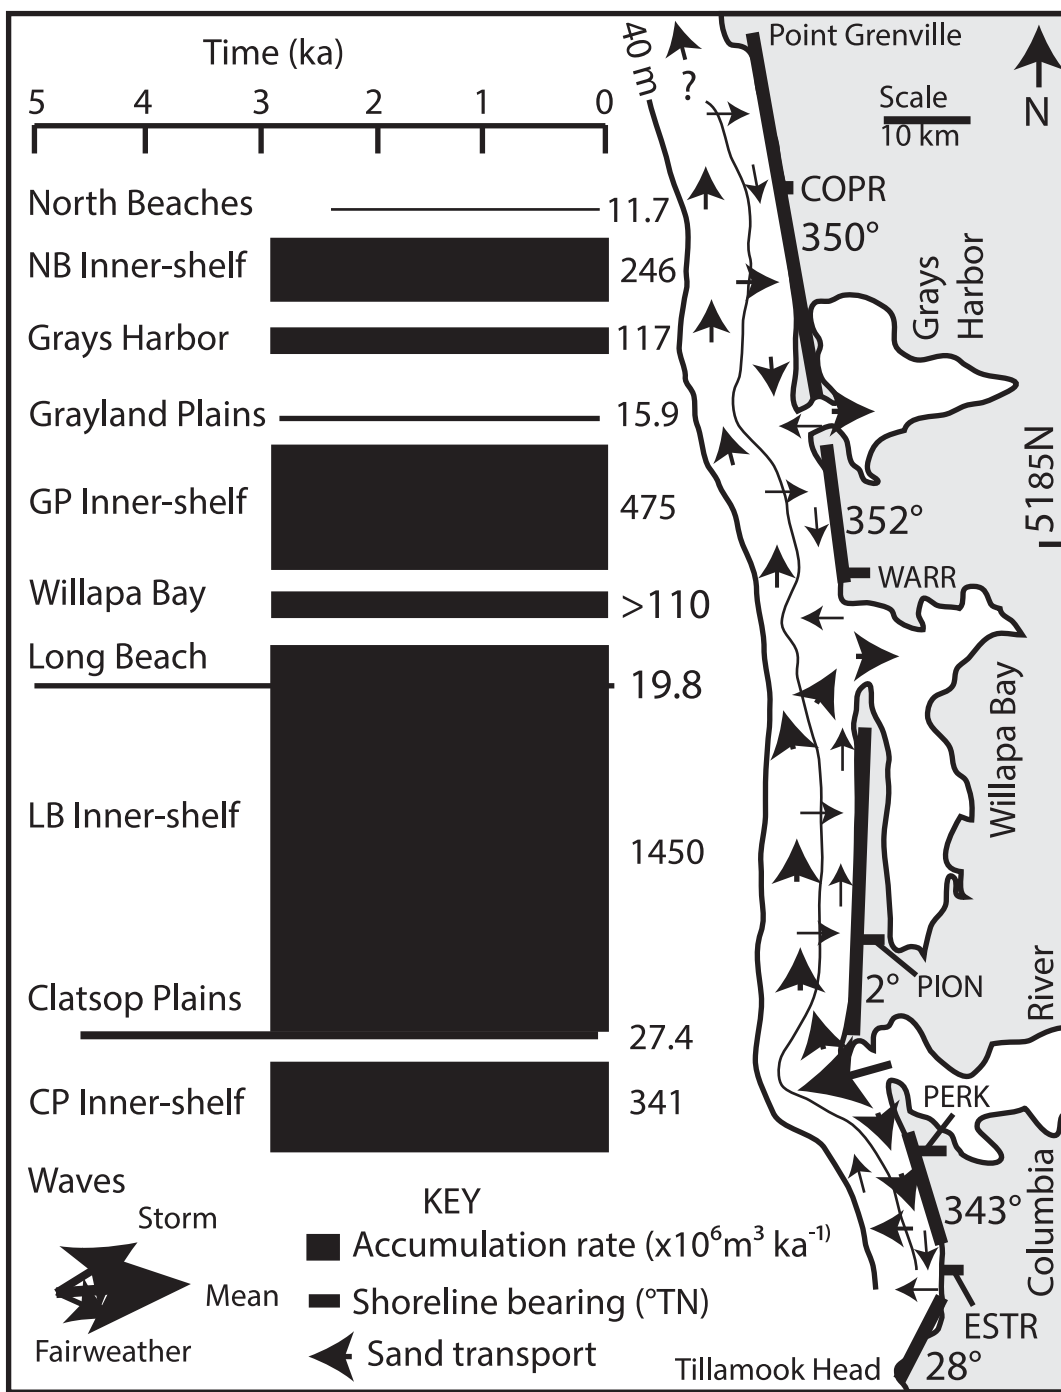 Time (ka)
5 4 3 2 1 0
North Beaches
11.7
NB Inner-shelf
246
Grays Harbor
117
Grayland Plains
15.9
GP Inner-shelf
475
Willapa Bay
>110
Long Beach
19.8
LB Inner-shelf
1450
Clatsop Plains
27.4
CP Inner-shelf
341
Waves
Storm
Mean
Fairweather
KEY
Accumulation rate (x10⁶m³ ka⁻¹)
Shoreline bearing (°TN)
Sand transport
40 m
?
Point Grenville
Scale
10 km
N
COPR
350°
Grays
Harbor
5185N
352°
WARR
Willapa Bay
2°
PION
River
PERK
343°
Columbia
ESTR
28°
Tillamook Head